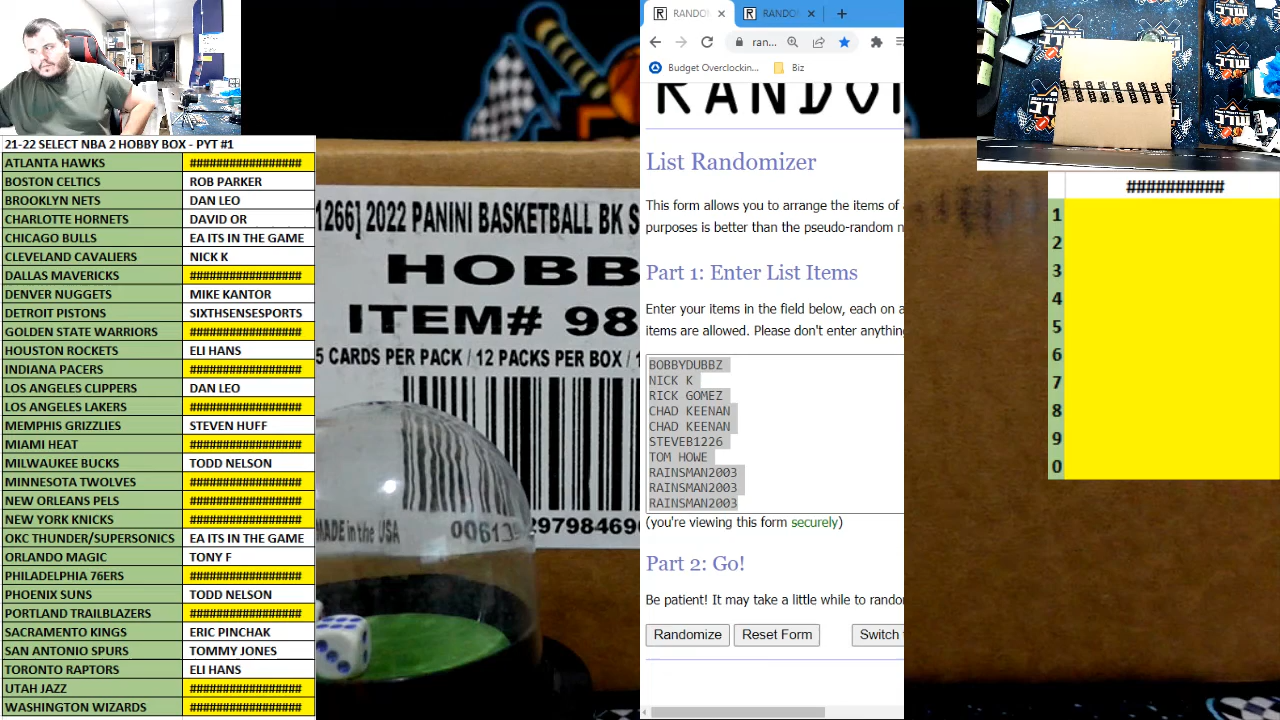 21-22 SELECT NBA 2 HOBBY BOX - PYT #1
ATLANTA HAWKS #################
BOSTON CELTICS ROB PARKER
BROOKLYN NETS DAN LEO
CHARLOTTE HORNETS DAVID OR
CHICAGO BULLS EA ITS IN THE GAME
CLEVELAND CAVALIERS NICK K
DALLAS MAVERICKS #################
DENVER NUGGETS MIKE KANTOR
DETROIT PISTONS SIXTHSENSESPORTS
GOLDEN STATE WARRIORS #################
HOUSTON ROCKETS ELI HANS
INDIANA PACERS #################
LOS ANGELES CLIPPERS DAN LEO
LOS ANGELES LAKERS #################
MEMPHIS GRIZZLIES STEVEN HUFF
MIAMI HEAT #################
MILWAUKEE BUCKS TODD NELSON
MINNESOTA TWOLVES #################
NEW ORLEANS PELS #################
NEW YORK KNICKS #################
OKC THUNDER/SUPERSONICS EA ITS IN THE GAME
ORLANDO MAGIC TONY F
PHILADELPHIA 76ERS #################
PHOENIX SUNS TODD NELSON
PORTLAND TRAILBLAZERS #################
SACRAMENTO KINGS ERIC PINCHAK
SAN ANTONIO SPURS TOMMY JONES
TORONTO RAPTORS ELI HANS
UTAH JAZZ #################
WASHINGTON WIZARDS #################
1266] 2022 PANINI BASKETBALL BK S
HOBB
ITEM# 98
5 CARDS PER PACK / 12 PACKS PER BOX / 1
MADE in the USA
RANDO
RANDO
ran...
Budget Overclockin...
Biz
RANDO
List Randomizer
This form allows you to arrange the items of
purposes is better than the pseudo-random n
Part 1: Enter List Items
Enter your items in the field below, each on a
items are allowed. Please don't enter anythin
BOBBYDUBBZ
NICK K
RICK GOMEZ
CHAD KEENAN
CHAD KEENAN
STEVEB1226
TOM HOWE
RAINSMAN2003
RAINSMAN2003
RAINSMAN2003
(you're viewing this form securely)
Part 2: Go!
Be patient! It may take a little while to rando
Randomize
Reset Form
Switch
##########
1
2
3
4
5
6
7
8
9
0